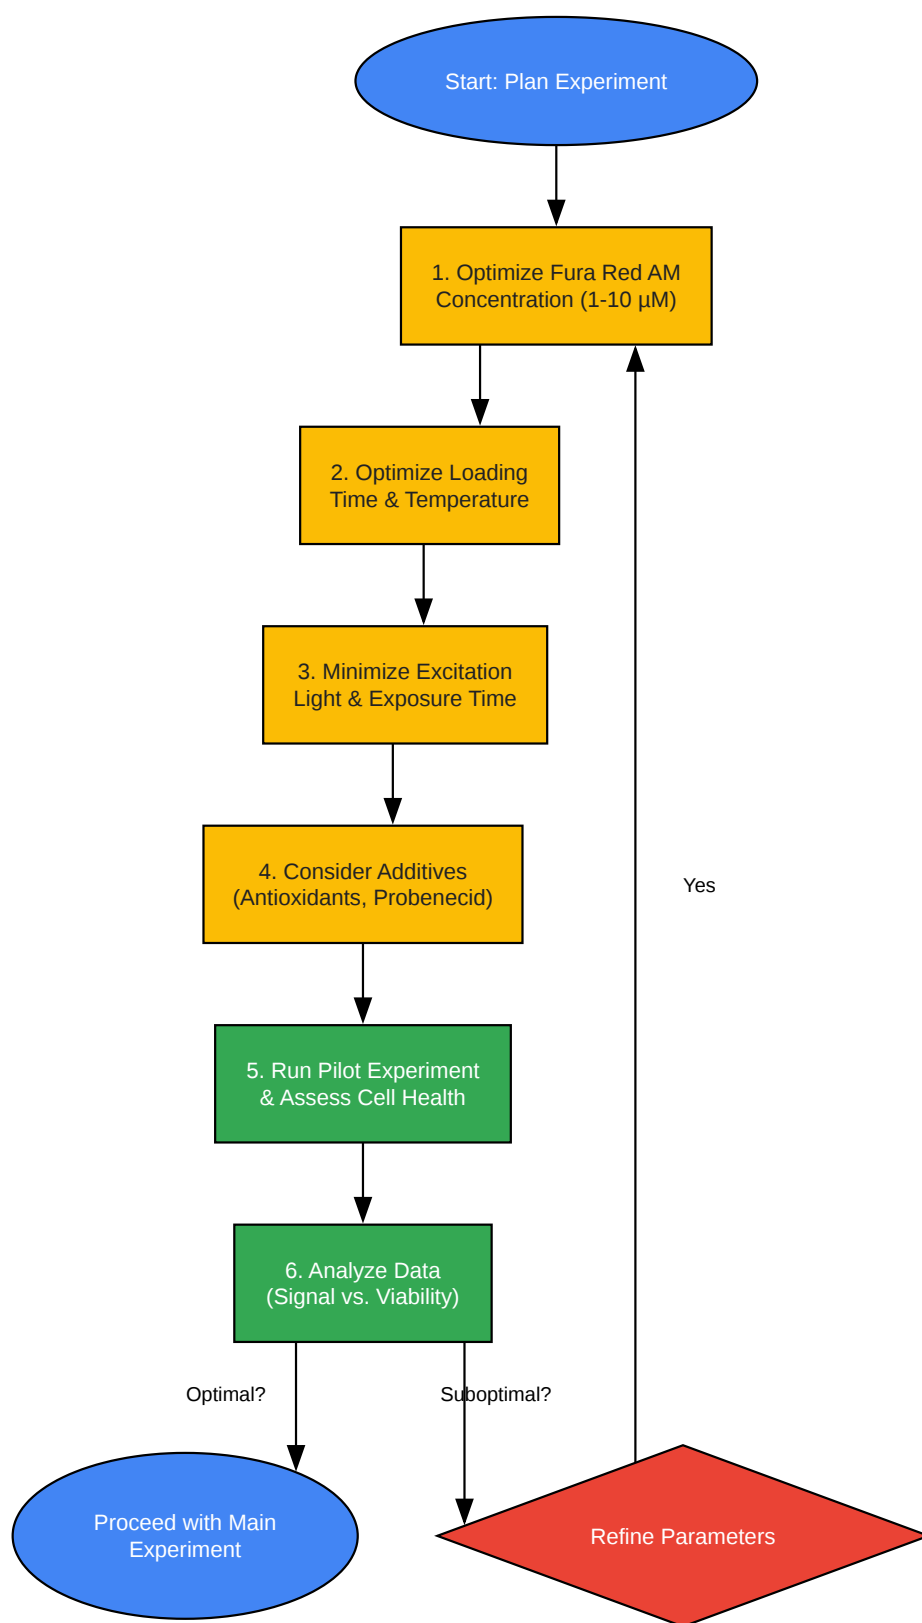 Start: Plan Experiment
1. Optimize Fura Red AM
Concentration (1-10 µM)
2. Optimize Loading
Time & Temperature
3. Minimize Excitation
Light & Exposure Time
4. Consider Additives
(Antioxidants, Probenecid)
Yes
5. Run Pilot Experiment
& Assess Cell Health
6. Analyze Data
(Signal vs. Viability)
Optimal?
Suboptimal?
Proceed with Main
Experiment
Refine Parameters